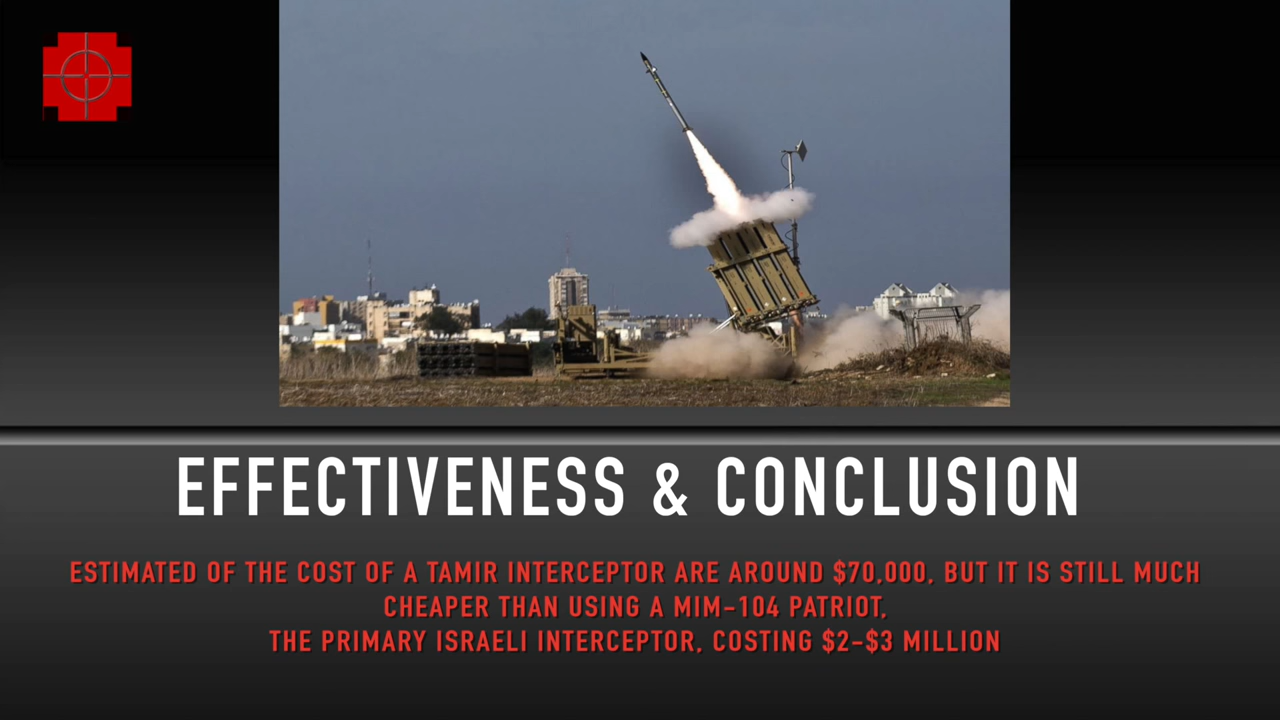 EFFECTIVENESS & CONCLUSION
ESTIMATED OF THE COST OF A TAMIR INTERCEPTOR ARE AROUND $70,000, BUT IT IS STILL MUCH
CHEAPER THAN USING A MIM-104 PATRIOT,
THE PRIMARY ISRAELI INTERCEPTOR, COSTING $2-$3 MILLION